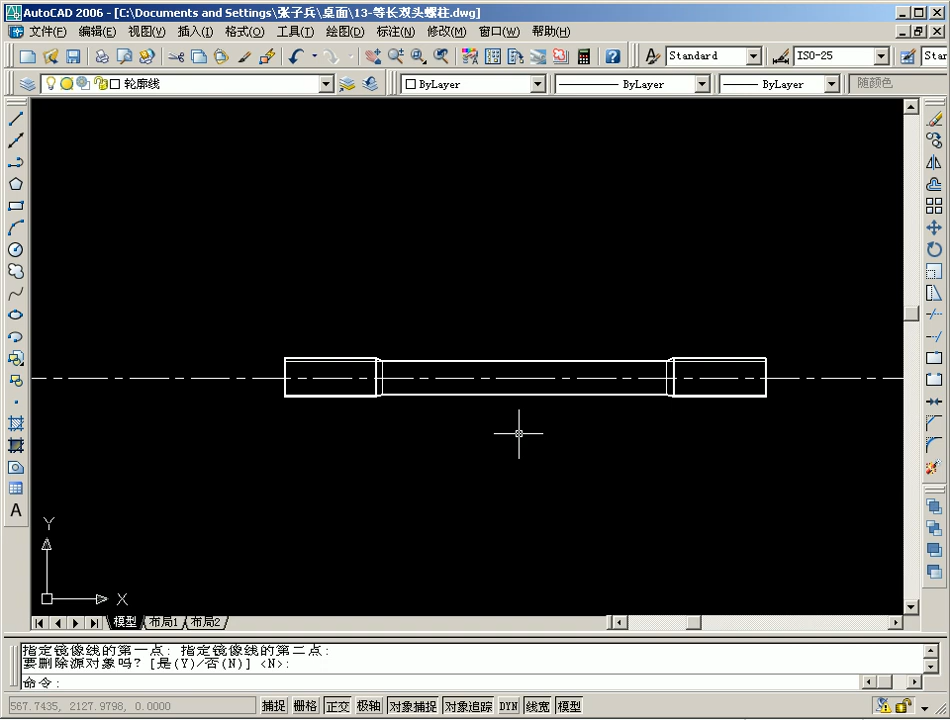 AutoCAD 2006 - [C:\Documents and Settings\张子兵\桌面\13-等长双头螺柱.dwg]
文件(F) 编辑(E) 视图(V) 插入(I) 格式(O) 工具(T) 绘图(D) 标注(N) 修改(M) 窗口(W) 帮助(H)
Standard ISO-25 Star
轮廓线 ByLayer ByLayer ByLayer 随颜色
A
Y
X
模型 布局1 布局2
指定镜像线的第一点: 指定镜像线的第二点:
要删除源对象吗? [是(Y)/否(N)] <N>:
命令:
567.7435, 2127.9798, 0.0000 捕捉 栅格 正交 极轴 对象捕捉 对象追踪 DYN 线宽 模型